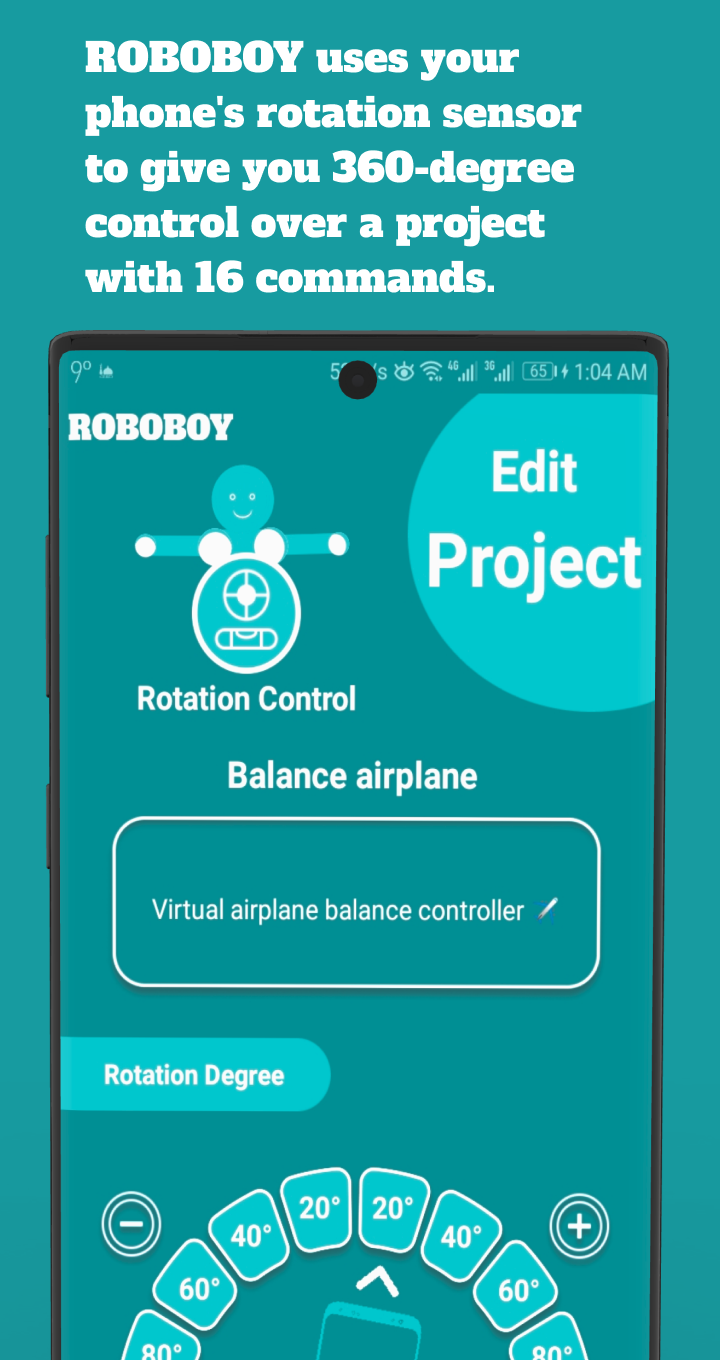 ROBOBOY uses your
phone's rotation sensor
to give you 360-degree
control over a project
with 16 commands.
9° 4G 3G 65 1:04 AM
ROBOBOY
Edit
Project
Rotation Control
Balance airplane
Virtual airplane balance controller
Rotation Degree
20° 20°
40° 40°
60° 60°
80° 80°